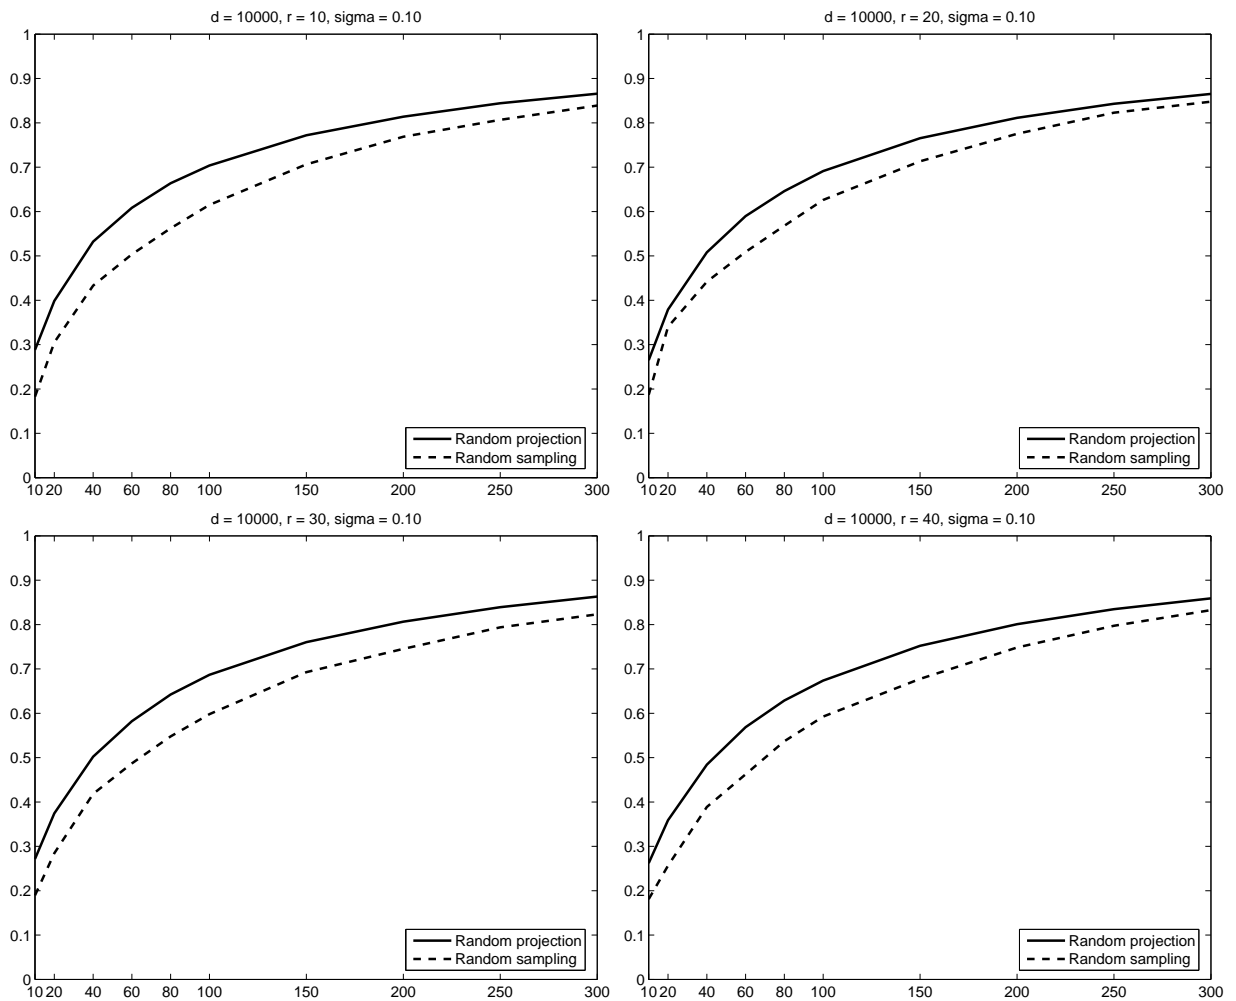 d = 10000, r = 10, sigma = 0.10
1
0.9
0.8
0.7
0.6
0.5
0.4
0.3
0.2
0.1
0
10 20 40 60 80 100 150 200 250 300
Random projection
Random sampling
d = 10000, r = 20, sigma = 0.10
1
0.9
0.8
0.7
0.6
0.5
0.4
0.3
0.2
0.1
0
10 20 40 60 80 100 150 200 250 300
Random projection
Random sampling
d = 10000, r = 30, sigma = 0.10
1
0.9
0.8
0.7
0.6
0.5
0.4
0.3
0.2
0.1
0
10 20 40 60 80 100 150 200 250 300
Random projection
Random sampling
d = 10000, r = 40, sigma = 0.10
1
0.9
0.8
0.7
0.6
0.5
0.4
0.3
0.2
0.1
0
10 20 40 60 80 100 150 200 250 300
Random projection
Random sampling